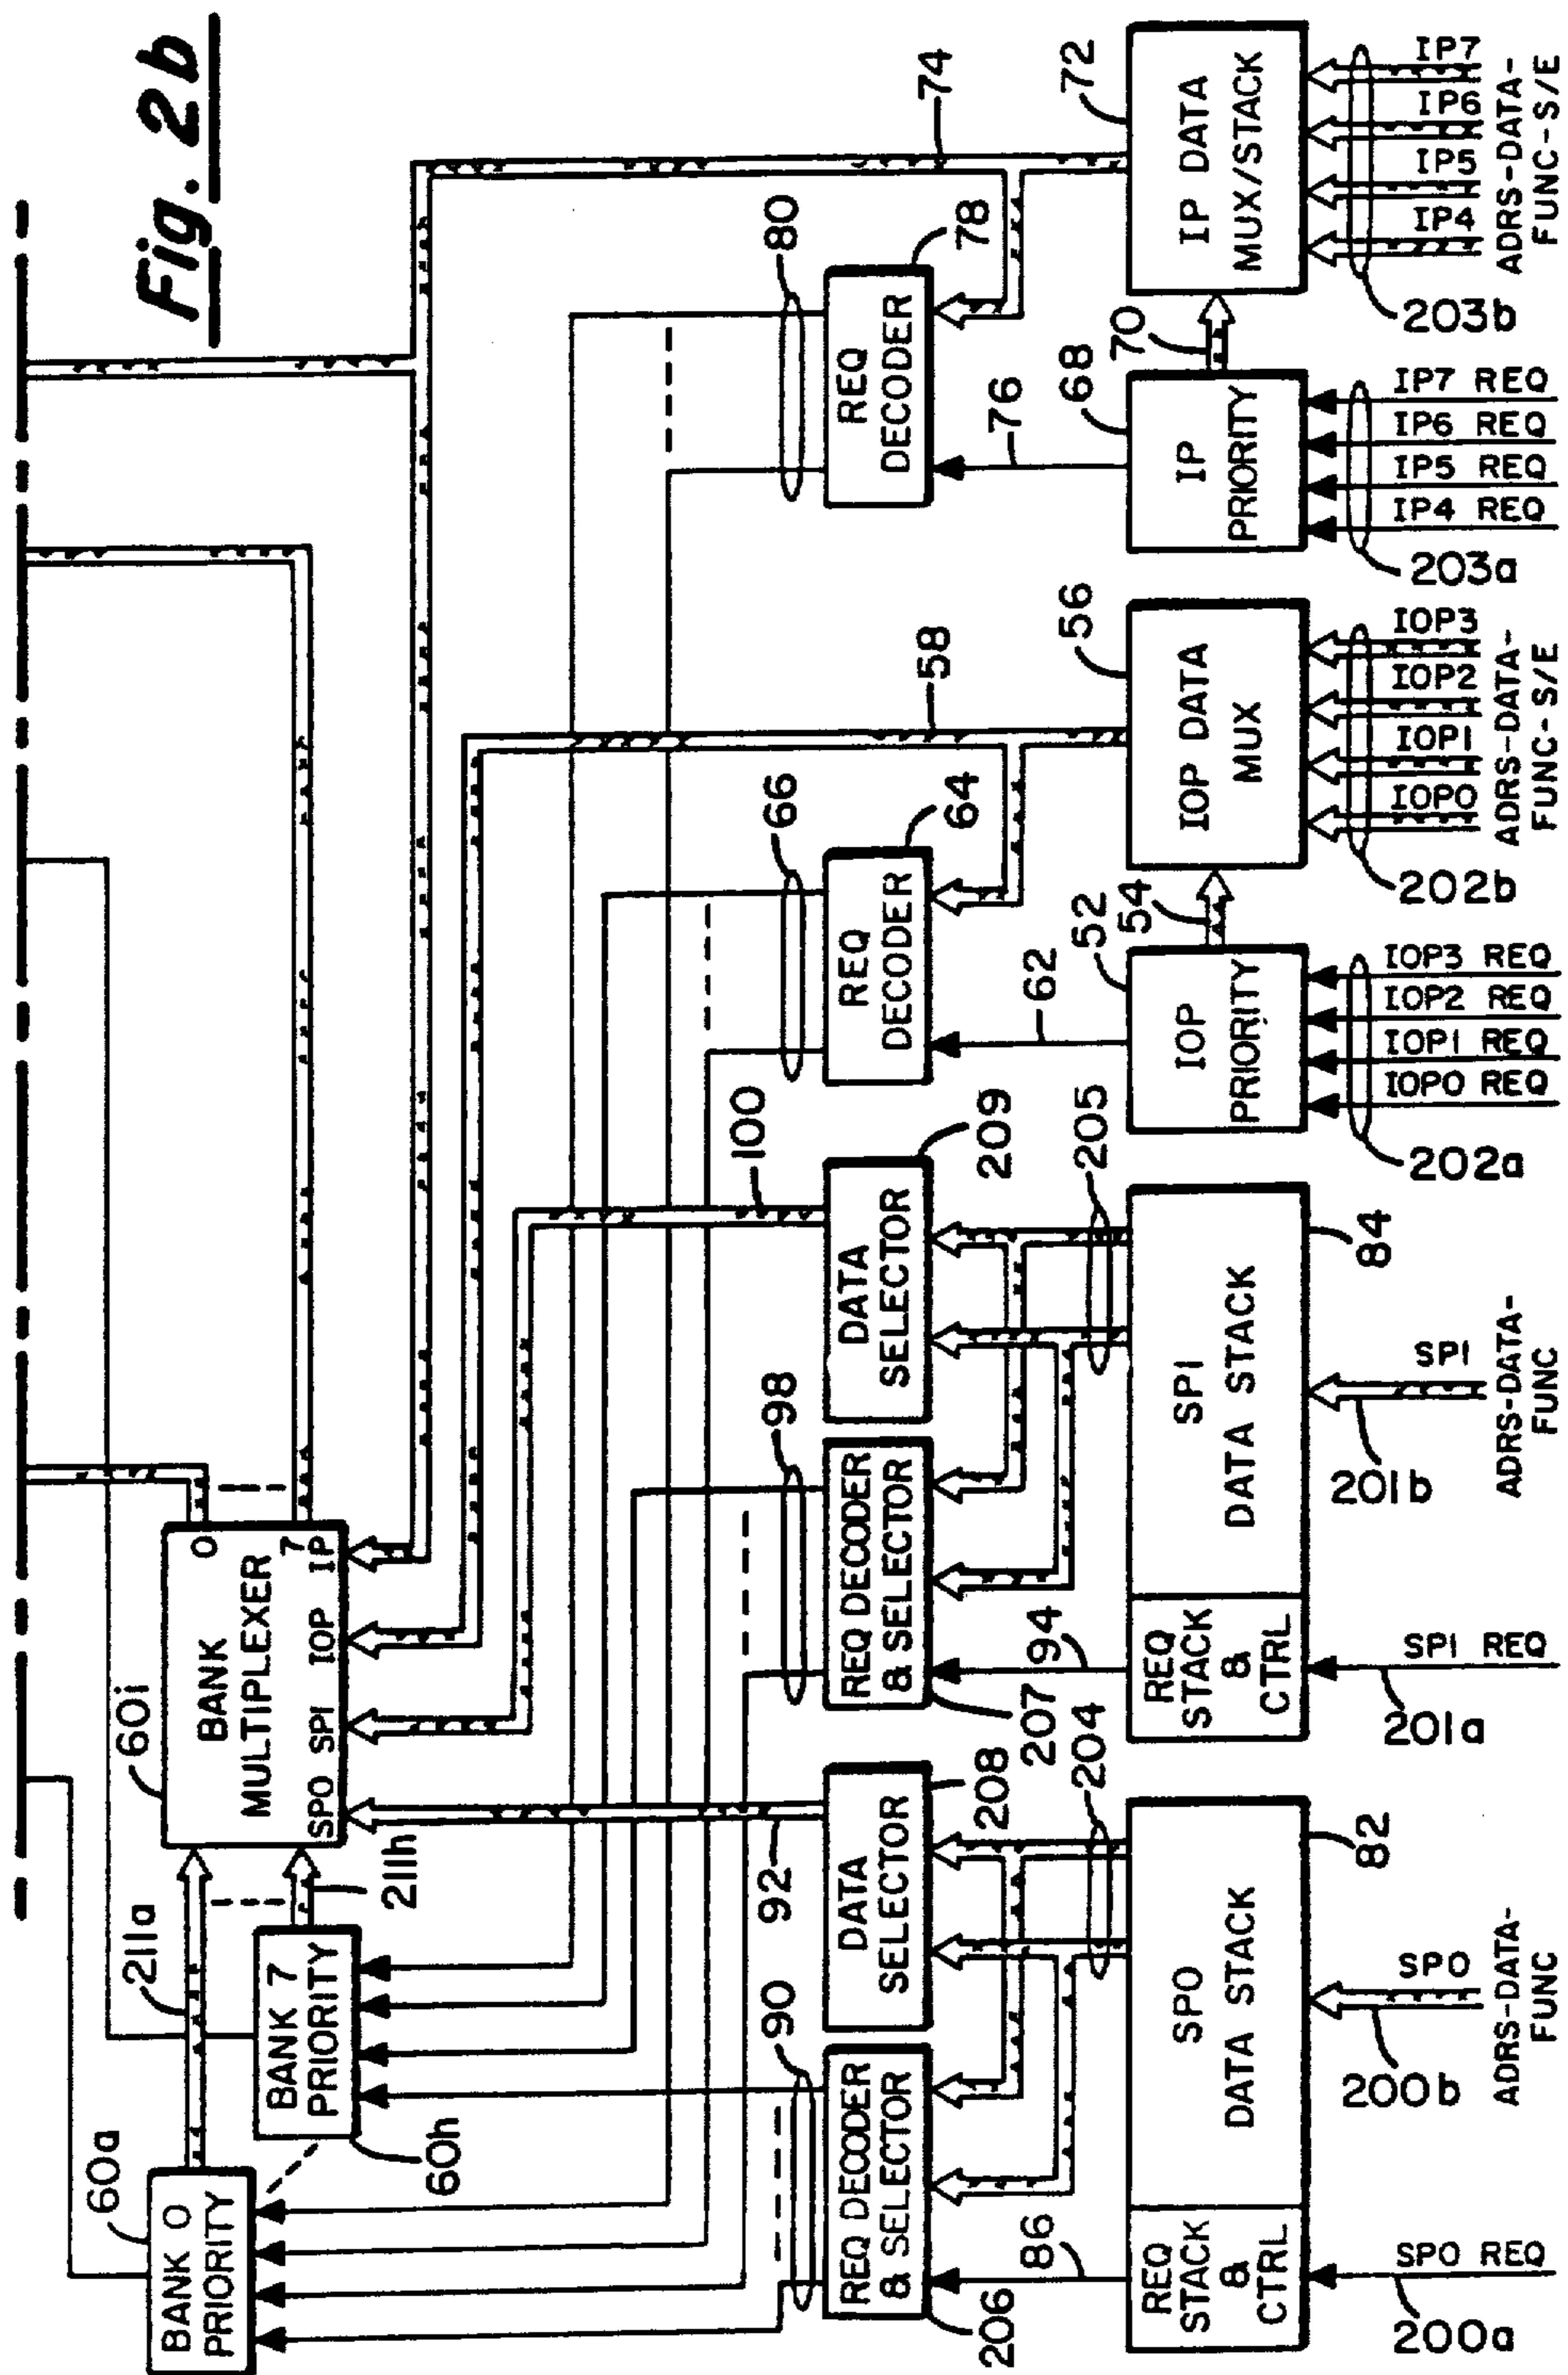 Fig. 2b
60a
BANK 0
PRIORITY
211a
BANK 7
PRIORITY
60h
211h
60i
BANK
MULTIPLEXER
0
7
SP0
SP1
IOP
IP
90
92
98
100
66
58
80
74
REQ DECODER
& SELECTOR
206
DATA
SELECTOR
208
REQ DECODER
& SELECTOR
207
DATA
SELECTOR
209
REQ
DECODER
64
REQ
DECODER
78
86
204
94
205
62
76
REQ
STACK
&
CTRL
SP0
DATA STACK
82
REQ
STACK
&
CTRL
SP1
DATA STACK
84
IOP
PRIORITY
52
54
IOP DATA
MUX
56
IP
PRIORITY
68
70
IP DATA
MUX/STACK
72
200a
SP0 REQ
200b
SP0
ADRS-DATA-
FUNC
201a
SP1 REQ
201b
SP1
ADRS-DATA-
FUNC
202a
IOP0 REQ
IOP1 REQ
IOP2 REQ
IOP3 REQ
202b
IOP0
IOP1
IOP2
IOP3
ADRS-DATA-
FUNC-S/E
203a
IP4 REQ
IP5 REQ
IP6 REQ
IP7 REQ
203b
IP4
IP5
IP6
IP7
ADRS-DATA-
FUNC-S/E